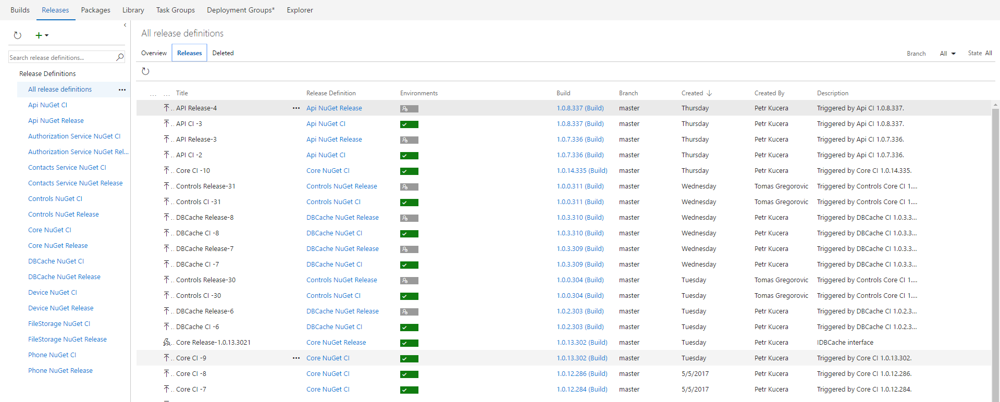 Builds Releases Packages Library Task Groups Deployment Groups* Explorer
Search release definitions...
Release Definitions
All release definitions ...
Api NuGet CI
Api NuGet Release
Authorization Service NuGet CI
Authorization Service NuGet Rel...
Contacts Service NuGet CI
Contacts Service NuGet Release
Controls NuGet CI
Controls NuGet Release
Core NuGet CI
Core NuGet Release
DBCache NuGet CI
DBCache NuGet Release
Device NuGet CI
Device NuGet Release
FileStorage NuGet CI
FileStorage NuGet Release
Phone NuGet CI
Phone NuGet Release
All release definitions
Overview Releases Deleted Branch All State All
... ... Title Release Definition Environments Build Branch Created Created By Description
.. API Release-4 ... Api NuGet Release 1.0.8.337 (Build) master Thursday Petr Kucera Triggered by Api CI 1.0.8.337.
.. API CI -3 Api NuGet CI 1.0.8.337 (Build) master Thursday Petr Kucera Triggered by Api CI 1.0.8.337.
.. API Release-3 Api NuGet Release 1.0.7.336 (Build) master Thursday Petr Kucera Triggered by Api CI 1.0.7.336.
.. API CI -2 Api NuGet CI 1.0.7.336 (Build) master Thursday Petr Kucera Triggered by Api CI 1.0.7.336.
.. Core CI -10 Core NuGet CI 1.0.14.335 (Build) master Thursday Petr Kucera Triggered by Core CI 1.0.14.335.
.. Controls Release-31 Controls NuGet Release 1.0.0.311 (Build) master Wednesday Tomas Gregorovic Triggered by Controls Core CI 1....
.. Controls CI -31 Controls NuGet CI 1.0.0.311 (Build) master Wednesday Tomas Gregorovic Triggered by Controls Core CI 1....
.. DBCache Release-8 DBCache NuGet Release 1.0.3.310 (Build) master Wednesday Petr Kucera Triggered by DBCache CI 1.0.3.3...
.. DBCache CI -8 DBCache NuGet CI 1.0.3.310 (Build) master Wednesday Petr Kucera Triggered by DBCache CI 1.0.3.3...
.. DBCache Release-7 DBCache NuGet Release 1.0.3.309 (Build) master Wednesday Petr Kucera Triggered by DBCache CI 1.0.3.3...
.. DBCache CI -7 DBCache NuGet CI 1.0.3.309 (Build) master Wednesday Petr Kucera Triggered by DBCache CI 1.0.3.3...
.. Controls Release-30 Controls NuGet Release 1.0.0.304 (Build) master Tuesday Tomas Gregorovic Triggered by Controls Core CI 1....
.. Controls CI -30 Controls NuGet CI 1.0.0.304 (Build) master Tuesday Tomas Gregorovic Triggered by Controls Core CI 1....
.. DBCache Release-6 DBCache NuGet Release 1.0.2.303 (Build) master Tuesday Petr Kucera Triggered by DBCache CI 1.0.2.3...
.. DBCache CI -6 DBCache NuGet CI 1.0.2.303 (Build) master Tuesday Petr Kucera Triggered by DBCache CI 1.0.2.3...
.. Core Release-1.0.13.3021 Core NuGet Release 1.0.13.302 (Build) master Tuesday Petr Kucera IDBCache interface
.. Core CI -9 ... Core NuGet CI 1.0.13.302 (Build) master Tuesday Petr Kucera Triggered by Core CI 1.0.13.302.
.. Core CI -8 Core NuGet CI 1.0.12.286 (Build) master 5/5/2017 Petr Kucera Triggered by Core CI 1.0.12.286.
.. Core CI -7 Core NuGet CI 1.0.12.284 (Build) master 5/5/2017 Petr Kucera Triggered by Core CI 1.0.12.284.